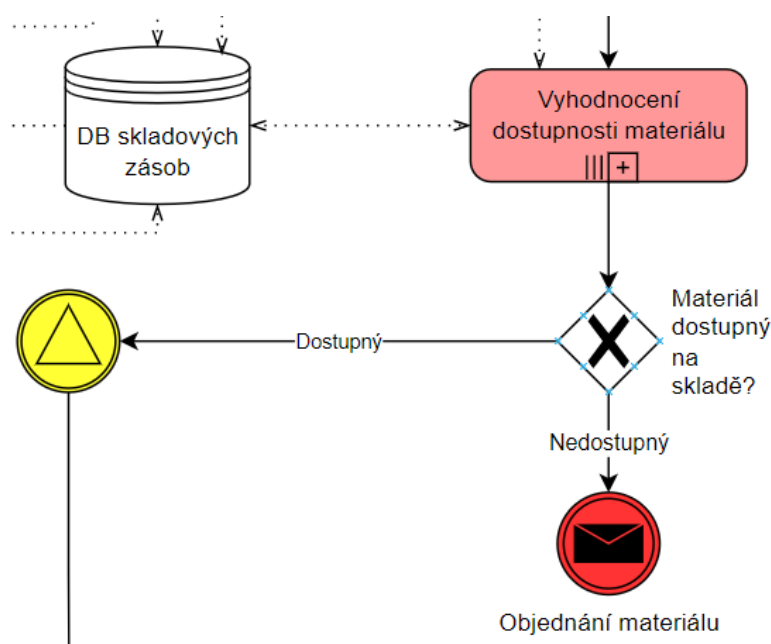 Vyhodnocení
dostupnosti materiálu
DB skladových
zásob
Materiál
dostupný
na
skladě?
Dostupný
Nedostupný
Objednání materiálu